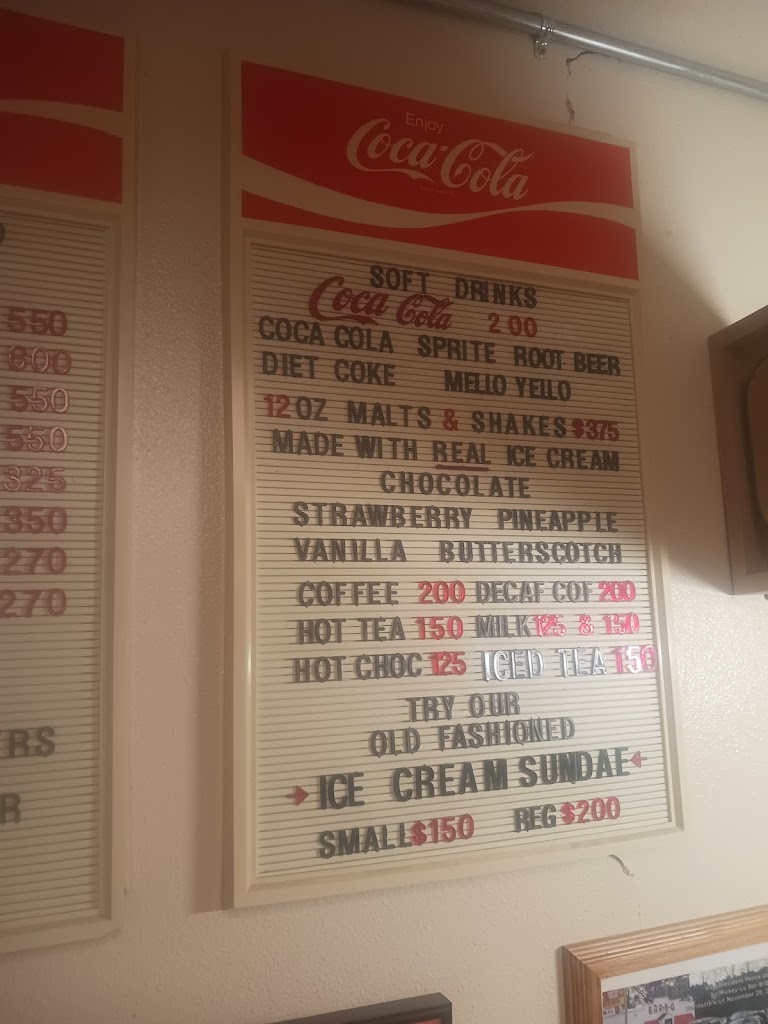 550
600
550
550
325
350
270
270
ERS
R
Enjoy
Coca-Cola
SOFT DRINKS
Coca Cola 2 00
COCA COLA SPRITE ROOT BEER
DIET COKE MELLO YELLO
12 OZ MALTS & SHAKES $375
MADE WITH REAL ICE CREAM
CHOCOLATE
STRAWBERRY PINEAPPLE
VANILLA BUTTERSCOTCH
COFFEE 200 DECAF COF 200
HOT TEA 150 MILK 125 & 150
HOT CHOC 125 ICED TEA 150
TRY OUR
OLD FASHIONED
ICE CREAM SUNDAE
SMALL $150 REG $200
BAR-B-Q